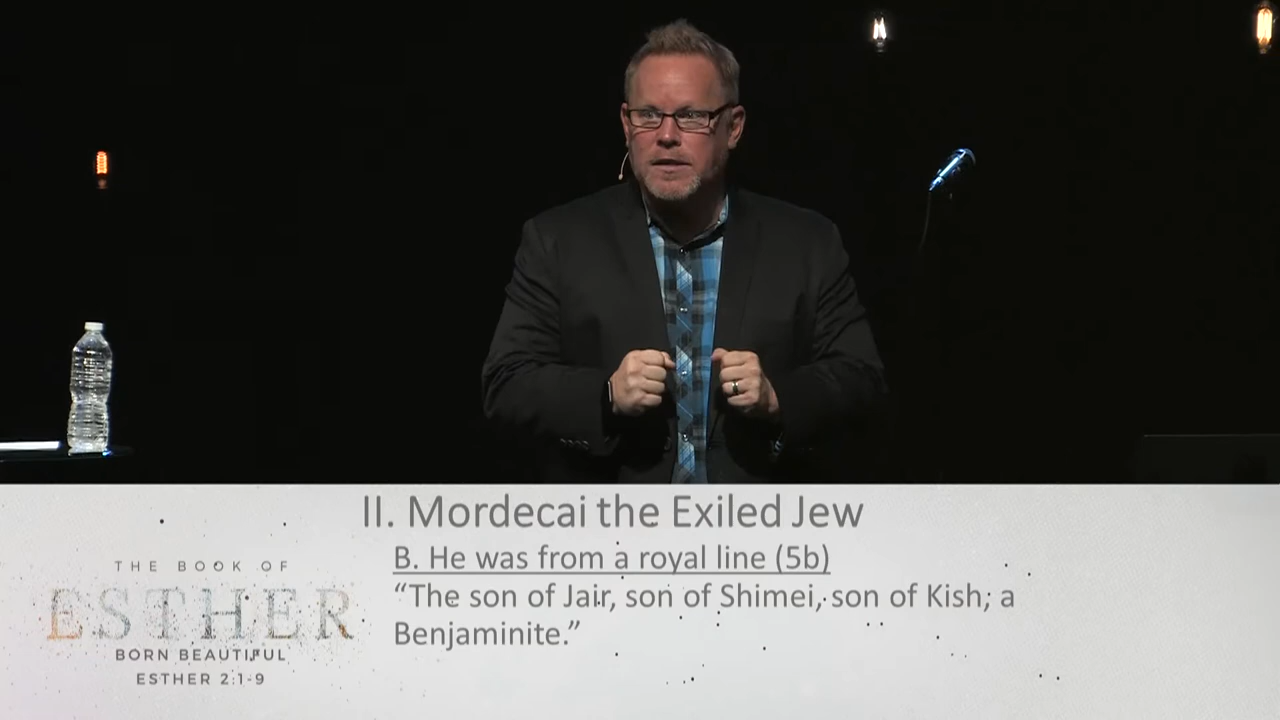 II. Mordecai the Exiled Jew
B. He was from a royal line (5b)
“The son of Jair, son of Shimei, son of Kish; a
Benjaminite.”
THE BOOK OF
ESTHER
BORN BEAUTIFUL
ESTHER 2:1-9